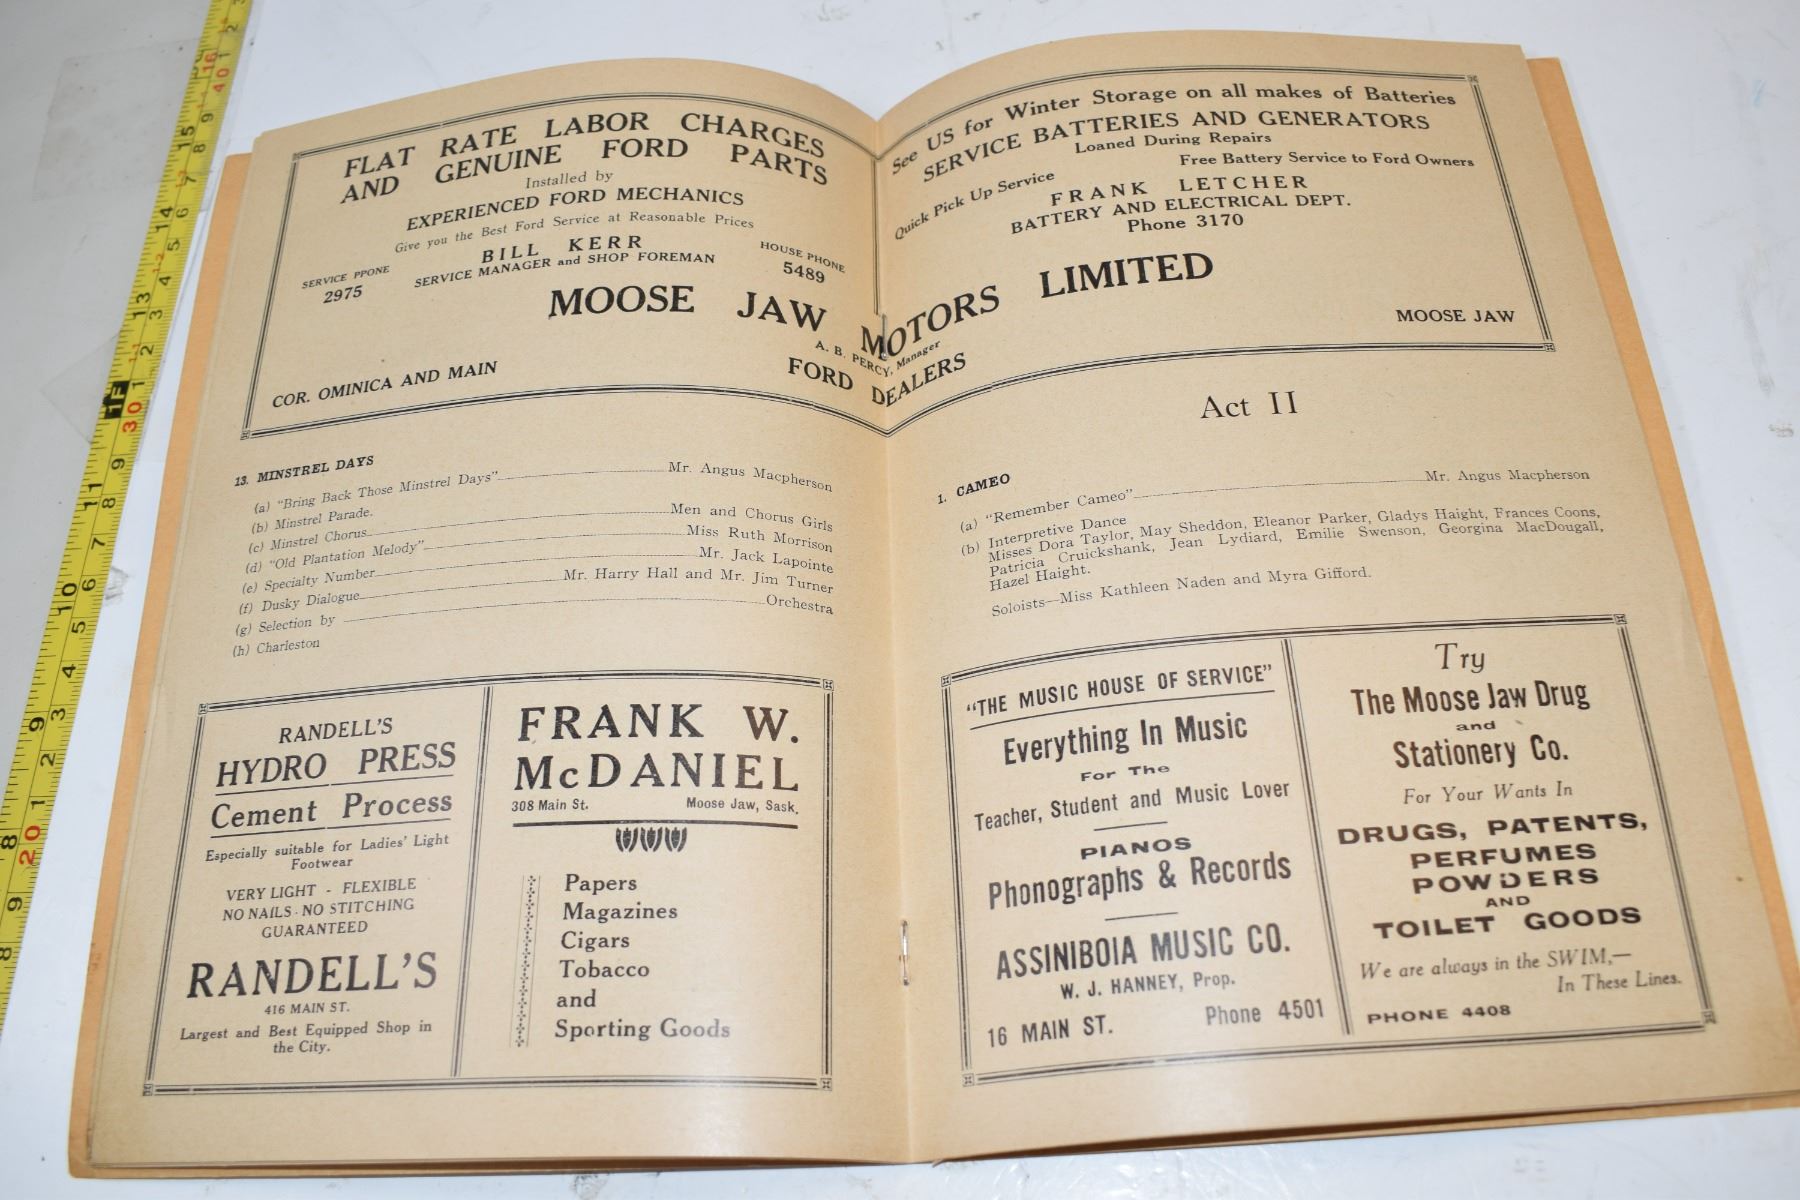 FLAT RATE LABOR CHARGES
AND GENUINE FORD PARTS
Installed by
EXPERIENCED FORD MECHANICS
Give you the Best Ford Service at Reasonable Prices
BILL KERR
SERVICE MANAGER and SHOP FOREMAN
SERVICE PPONE
2975
HOUSE PHONE
5489
See US for Winter Storage on all makes of Batteries
SERVICE BATTERIES AND GENERATORS
Loaned During Repairs
Free Battery Service to Ford Owners
Quick Pick Up Service
FRANK LETCHER
BATTERY AND ELECTRICAL DEPT.
Phone 3170
MOOSE JAW MOTORS LIMITED
A. B. PERCY, Manager
FORD DEALERS
COR. OMINICA AND MAIN
MOOSE JAW
13. MINSTREL DAYS
(a) "Bring Back Those Minstrel Days" Mr. Angus Macpherson
(b) Minstrel Parade.
(c) Minstrel Chorus Men and Chorus Girls
(d) "Old Plantation Melody" Miss Ruth Morrison
(e) Specialty Number Mr. Jack Lapointe
(f) Dusky Dialogue Mr. Harry Hall and Mr. Jim Turner
(g) Selection by Orchestra
(h) Charleston
RANDELL'S
HYDRO PRESS
Cement Process
Especially suitable for Ladies' Light
Footwear
VERY LIGHT - FLEXIBLE
NO NAILS - NO STITCHING
GUARANTEED
RANDELL'S
416 MAIN ST.
Largest and Best Equipped Shop in
the City.
FRANK W.
McDANIEL
308 Main St. Moose Jaw, Sask.
Papers
Magazines
Cigars
Tobacco
and
Sporting Goods
Act II
1. CAMEO
(a) "Remember Cameo" Mr. Angus Macpherson
(b) Interpretive Dance
Misses Dora Taylor, May Sheddon, Eleanor Parker, Gladys Haight, Frances Coons,
Patricia Cruickshank, Jean Lydiard, Emilie Swenson, Georgina MacDougall,
Hazel Haight.
Soloists—Miss Kathleen Naden and Myra Gifford.
"THE MUSIC HOUSE OF SERVICE"
Everything In Music
For The
Teacher, Student and Music Lover
PIANOS
Phonographs & Records
ASSINIBOIA MUSIC CO.
W. J. HANNEY, Prop.
16 MAIN ST. Phone 4501
Try
The Moose Jaw Drug
and
Stationery Co.
For Your Wants In
DRUGS, PATENTS,
PERFUMES
POWDERS
AND
TOILET GOODS
We are always in the SWIM,—
In These Lines.
PHONE 4408